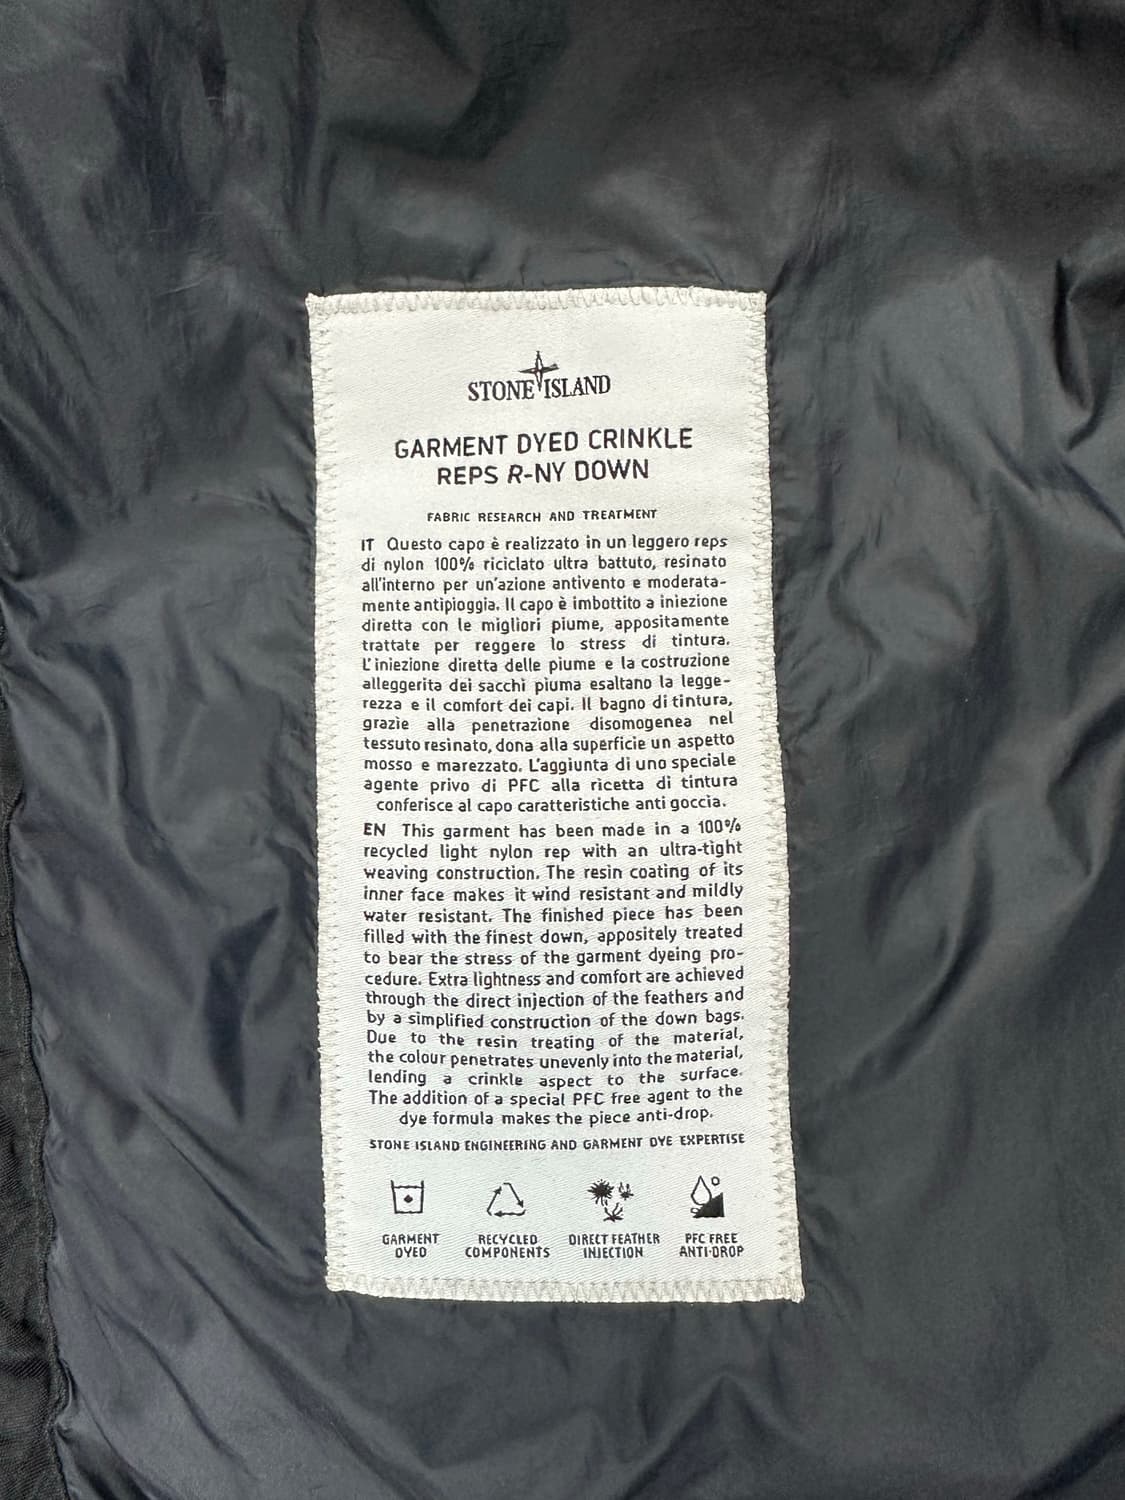 STONE ISLAND
GARMENT DYED CRINKLE
REPS R-NY DOWN
FABRIC RESEARCH AND TREATMENT
IT Questo capo è realizzato in un leggero reps
di nylon 100% riciclato ultra battuto, resinato
all'interno per un'azione antivento e moderata-
mente antipioggia. Il capo è imbottito a iniezione
diretta con le migliori piume, appositamente
trattate per reggere lo stress di tintura.
L'iniezione diretta delle piume e la costruzione
alleggerita dei sacchi piuma esaltano la legge-
rezza e il comfort dei capi. Il bagno di tintura,
grazie alla penetrazione disomogenea nel
tessuto resinato, dona alla superficie un aspetto
mosso e marezzato. L'aggiunta di uno speciale
agente privo di PFC alla ricetta di tintura
conferisce al capo caratteristiche anti goccia.
EN This garment has been made in a 100%
recycled light nylon rep with an ultra-tight
weaving construction. The resin coating of its
inner face makes it wind resistant and mildly
water resistant. The finished piece has been
filled with the finest down, appositely treated
to bear the stress of the garment dyeing pro-
cedure. Extra lightness and comfort are achieved
through the direct injection of the feathers and
by a simplified construction of the down bags.
Due to the resin treating of the material,
the colour penetrates unevenly into the material,
lending a crinkle aspect to the surface.
The addition of a special PFC free agent to the
dye formula makes the piece anti-drop.
STONE ISLAND ENGINEERING AND GARMENT DYE EXPERTISE
GARMENT RECYCLED DIRECT FEATHER PFC FREE
DYED COMPONENTS INJECTION ANTI-DROP